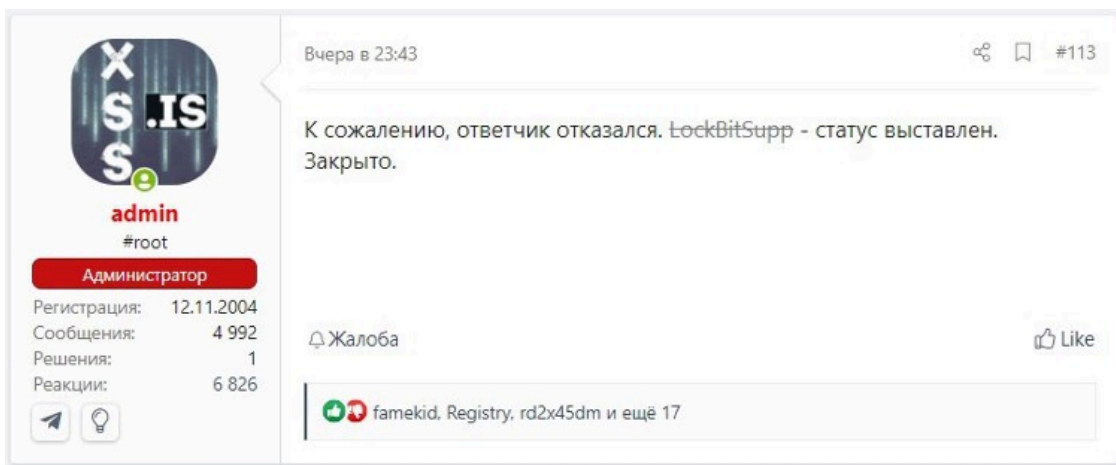 XSS.IS
admin
#root
Администратор
Регистрация: 12.11.2004
Сообщения: 4 992
Решения: 1
Реакции: 6 826
Вчера в 23:43
#113
К сожалению, ответчик отказался. LockBitSupp - статус выставлен.
Закрыто.
Жалоба
Like
famekid, Registry, rd2x45dm и ещё 17